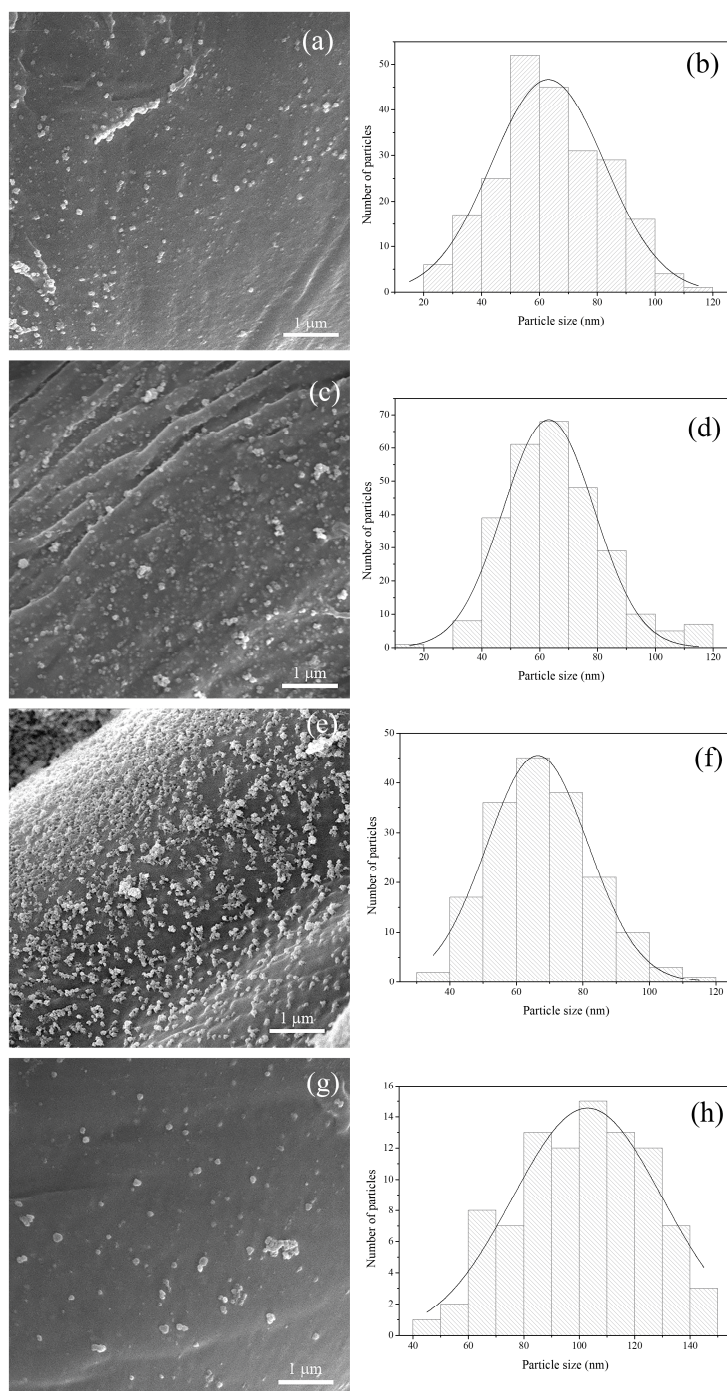 (a)
1 μm
(b)
Number of particles
50
40
30
20
10
0
20 40 60 80 100 120
Particle size (nm)
(c)
1 μm
(d)
Number of particles
70
60
50
40
30
20
10
0
20 40 60 80 100 120
Particle size (nm)
(e)
1 μm
(f)
Number of particles
50
40
30
20
10
0
40 60 80 100 120
Particle size (nm)
(g)
1 μm
(h)
Number of particles
16
14
12
10
8
6
4
2
0
40 60 80 100 120 140
Particle size (nm)